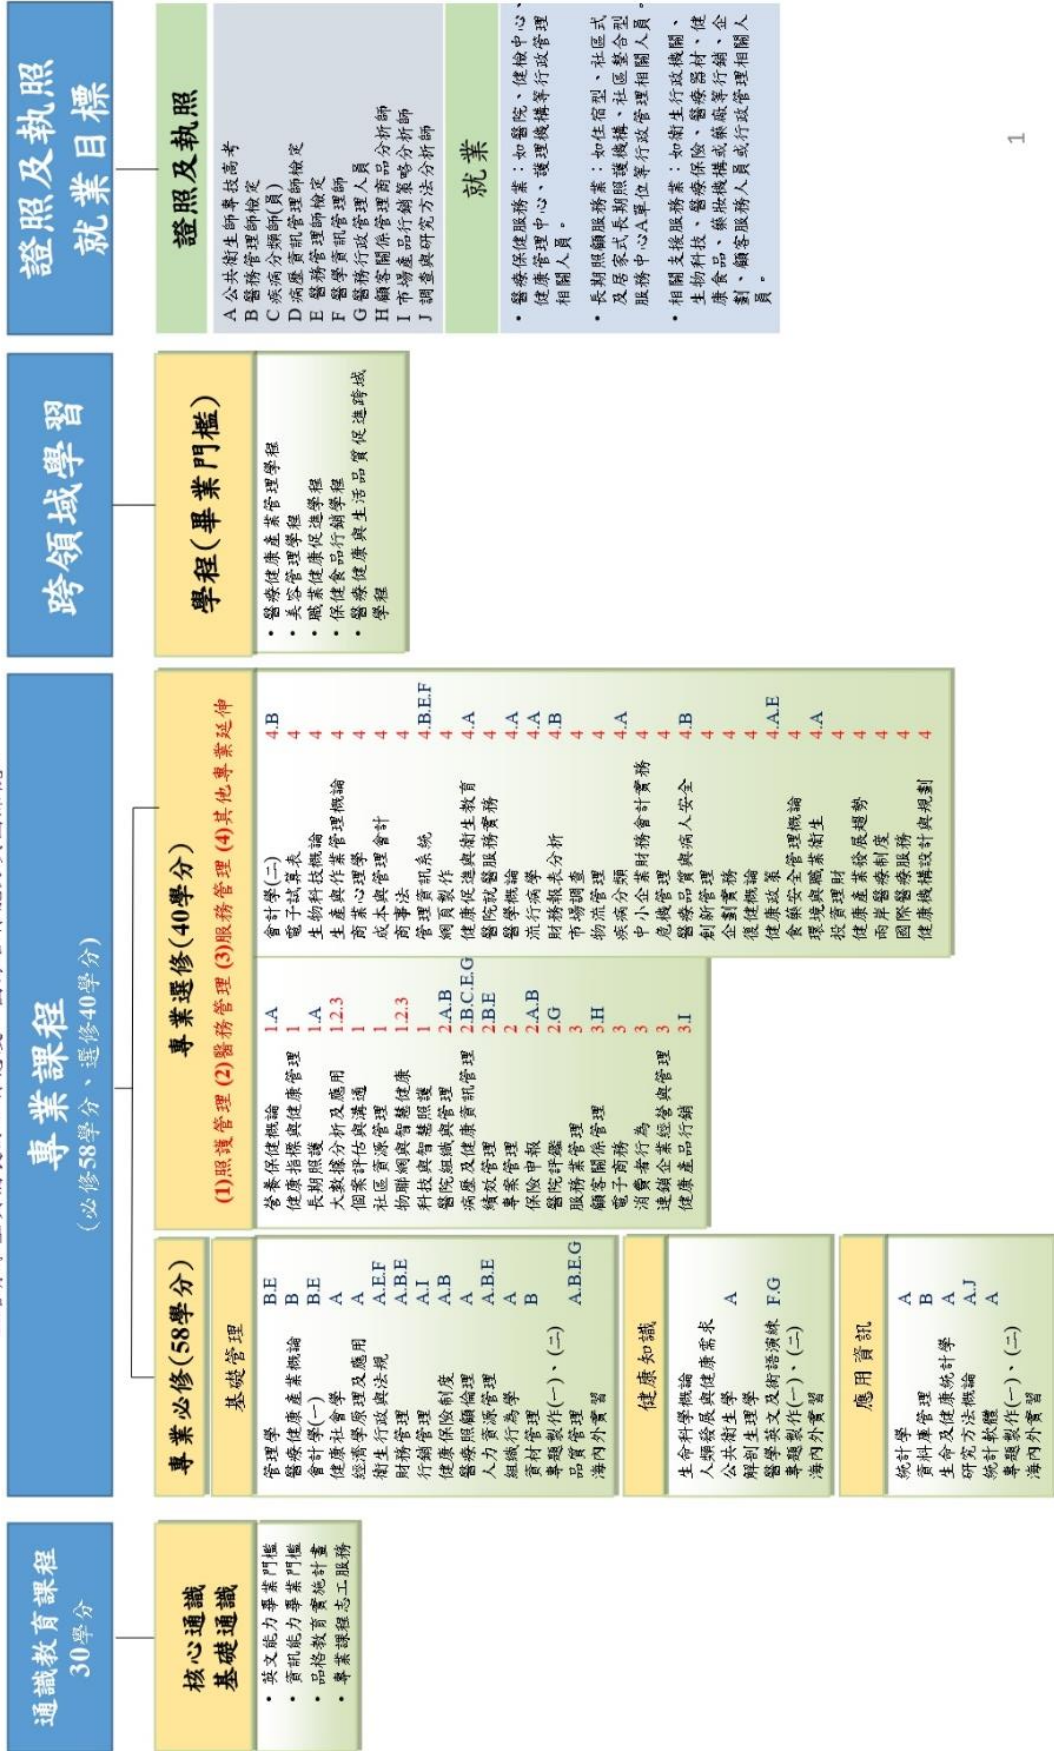 通識教育課程
30學分
核心通識
基礎通識
• 英文能力畢業門檻
• 資訊能力畢業門檻
• 品格教育實施計畫
• 專業課程志工服務
專業課程
(必修58學分、選修40學分)
專業必修(58學分)
基礎管理
管理學 B.E
醫療健康產業概論 B
會計學(一) B.E
健康社會學 A
經濟學原理及應用 A
衛生行政與法規 A.E.F
財務管理 A.B.E
行銷管理 A.I
健康保險制度 A.B
醫療照顧倫理 A
人力資源管理 A.B.E
組織行為學 A
資材管理 B
專題製作(一)、(二)
品質管理 A.B.E.G
海內外實習
健康知識
生命科學概論
人類發展與健康需求
公共衛生學 A
解剖生理學
醫學英文及術語演練 F.G
專題製作(一)、(二)
海內外實習
應用資訊
統計學 A
資料庫管理 B
生命及健康統計學 A
研究方法概論 A.J
統計軟體 A
專題製作(一)、(二)
海內外實習
專業選修(40學分)
(1)照護管理 (2)醫務管理 (3)服務管理 (4)其他專業延伸
營養保健概論 1.A
健康指標與健康管理 1
長期照護 1.A
大數據分析及應用 1.2.3
個案評估與溝通 1
社區資源管理 1
物聯網與智慧健康 1.2.3
科技與智慧照護 1
醫院組織與管理 2.A.B
病歷及健康資訊管理 2.B.C.E.G
績效管理 2.B.E
專案管理 2
保險申報 2.A.B
醫院評鑑 2.G
服務業管理 3
顧客關係管理 3.H
電子商務 3
消費者行為 3
連鎖企業經營與管理 3
健康產品行銷 3.I
會計學(二) 4.B
電子試算表 4
生物科技概論 4
生產與作業管理概論 4
商業心理學 4
成本與管理會計 4
商事法 4
管理資訊系統 4.B.E.F
網頁製作 4
健康促進與衛生教育 4.A
醫院就醫服務實務 4
醫學概論 4.A
流行病學 4.A
財務報表分析 4.B
市場調查 4
物流管理 4
疾病分類 4.A
中小企業財務會計實務 4
危機管理 4
醫療品質與病人安全 4.B
創新管理 4
企劃實務 4
復健概論 4
健康政策 4.A.E
食藥安全管理概論 4
環境與職業衛生 4.A
投資理財 4
健康產業發展趨勢 4
兩岸醫療制度 4
國際醫療服務 4
健康機構設計與規劃 4
跨領域學習
學程(畢業門檻)
• 醫療健康產業管理學程
• 美容管理學程
• 職業健康促進學程
• 保健食品行銷學程
• 醫療健康與生活品質促進跨域
學程
證照及執照
就業目標
證照及執照
A 公共衛生師專技高考
B 醫務管理師檢定
C 疾病分類師(員)
D 病歷資訊管理師檢定
E 醫務管理師檢定
F 醫學資訊管理師
G 醫務行政管理人員
H 顧客關係管理商品分析師
I 市場產品行銷策略分析師
J 調查與研究方法分析師
就業
• 醫療保健服務業：如醫院、健檢中心、
健康管理中心、護理機構等行政管理
相關人員。
• 長期照顧服務業：如住宿型、社區式
及居家式長期照護機構、社區整合型
服務中心A單位等行政管理相關人員。
• 相關支援服務業：如衛生行政機關、
生物科技、醫療保險、醫療器材、健
康食品、藥妝機構或藥廠等行銷、企
劃、顧客服務人員或行政管理相關人
員。
1